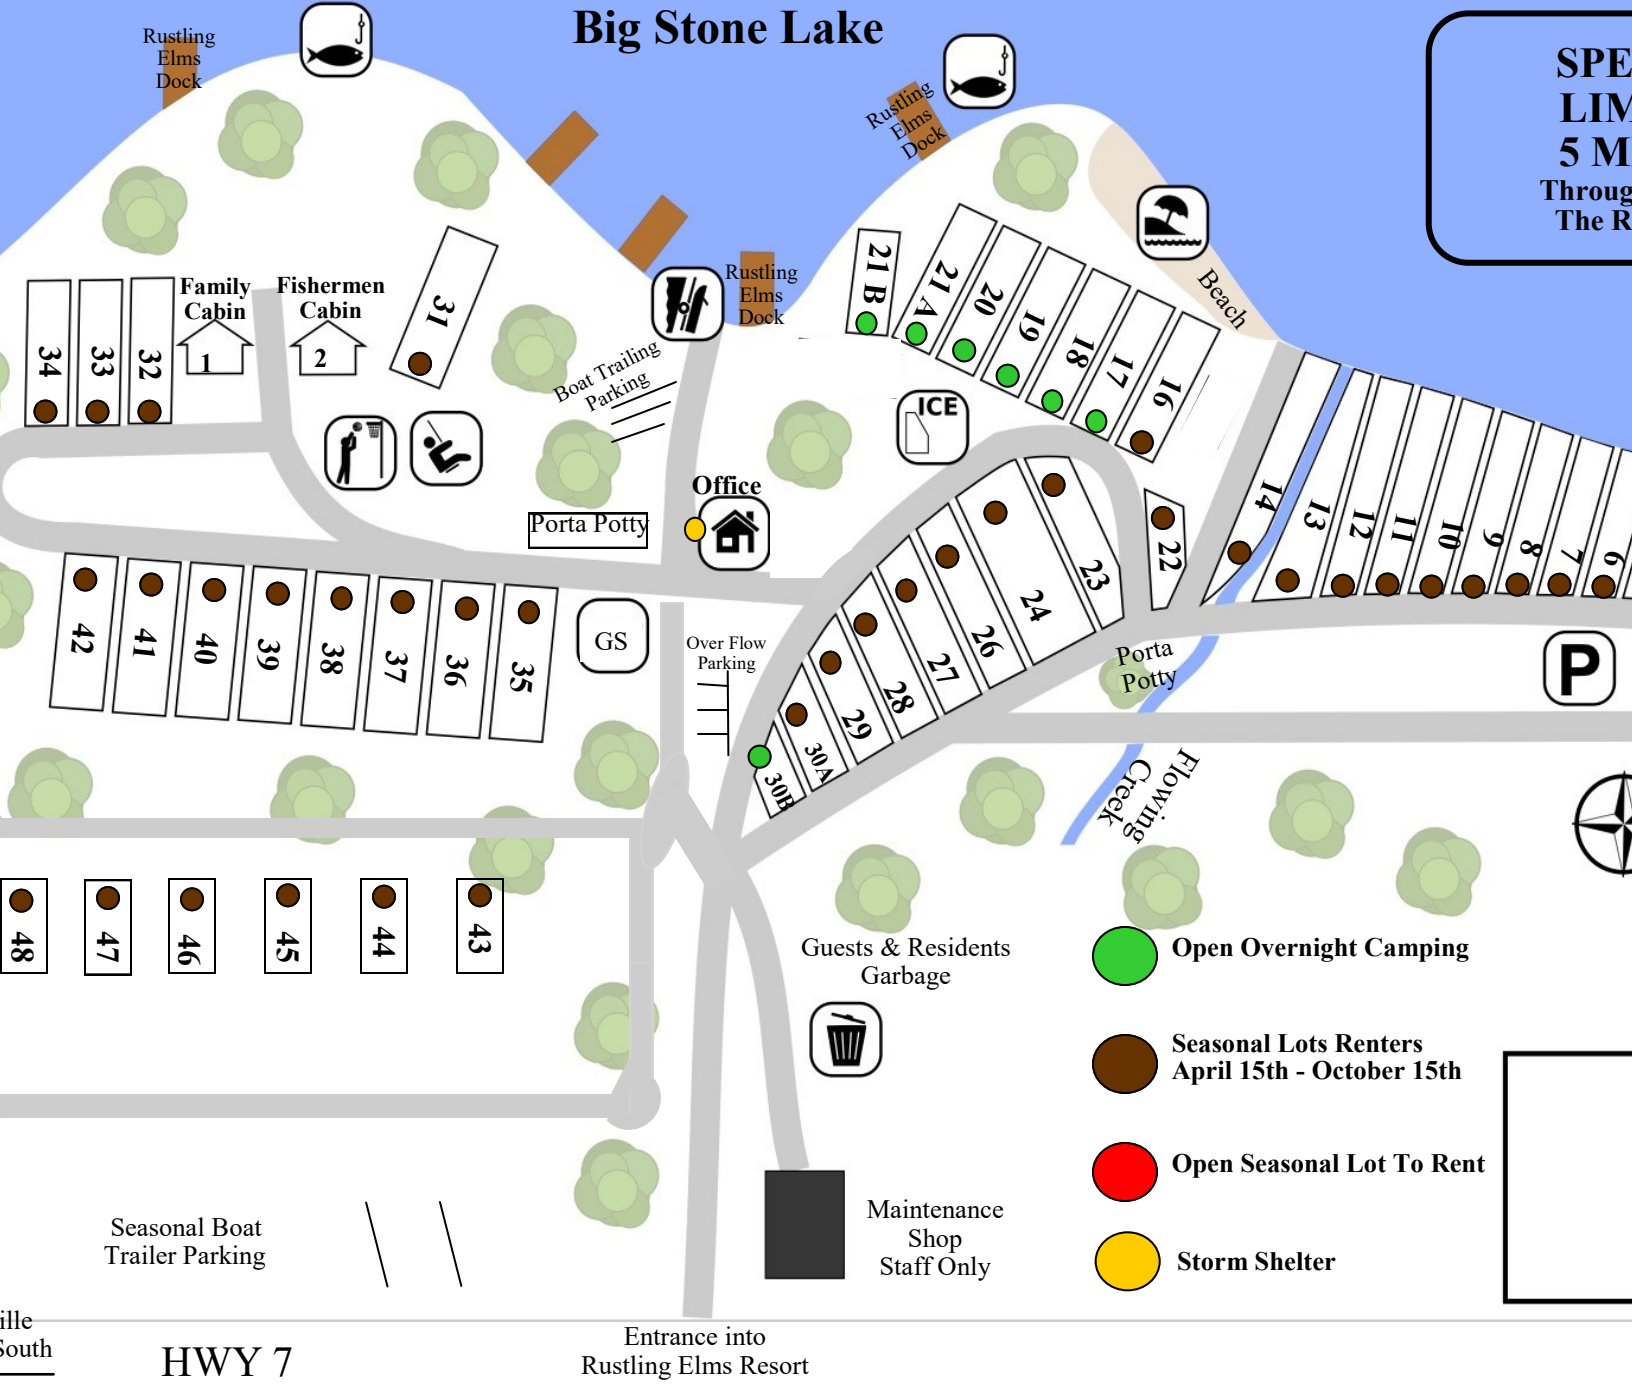 Big Stone Lake
Rustling
Elms
Dock
Rustling
Elms
Dock
SPE
LIM
5 M
Throug
The R
Rustling
Elms
Dock
Beach
Family
Cabin
1
Fishermen
Cabin
2
34
33
32
31
Boat Trailing
Parking
21 B
21 A
20
19
18
17
16
ICE
Office
Porta Potty
14
13
12
11
10
9
8
7
6
22
23
24
26
27
28
29
30A
30B
42
41
40
39
38
37
36
35
GS
Over Flow
Parking
Porta
Potty
P
Flowing
Creek
48
47
46
45
44
43
Guests & Residents
Garbage
Open Overnight Camping
Seasonal Lots Renters
April 15th - October 15th
Open Seasonal Lot To Rent
Storm Shelter
Maintenance
Shop
Staff Only
Seasonal Boat
Trailer Parking
ille
South
HWY 7
Entrance into
Rustling Elms Resort